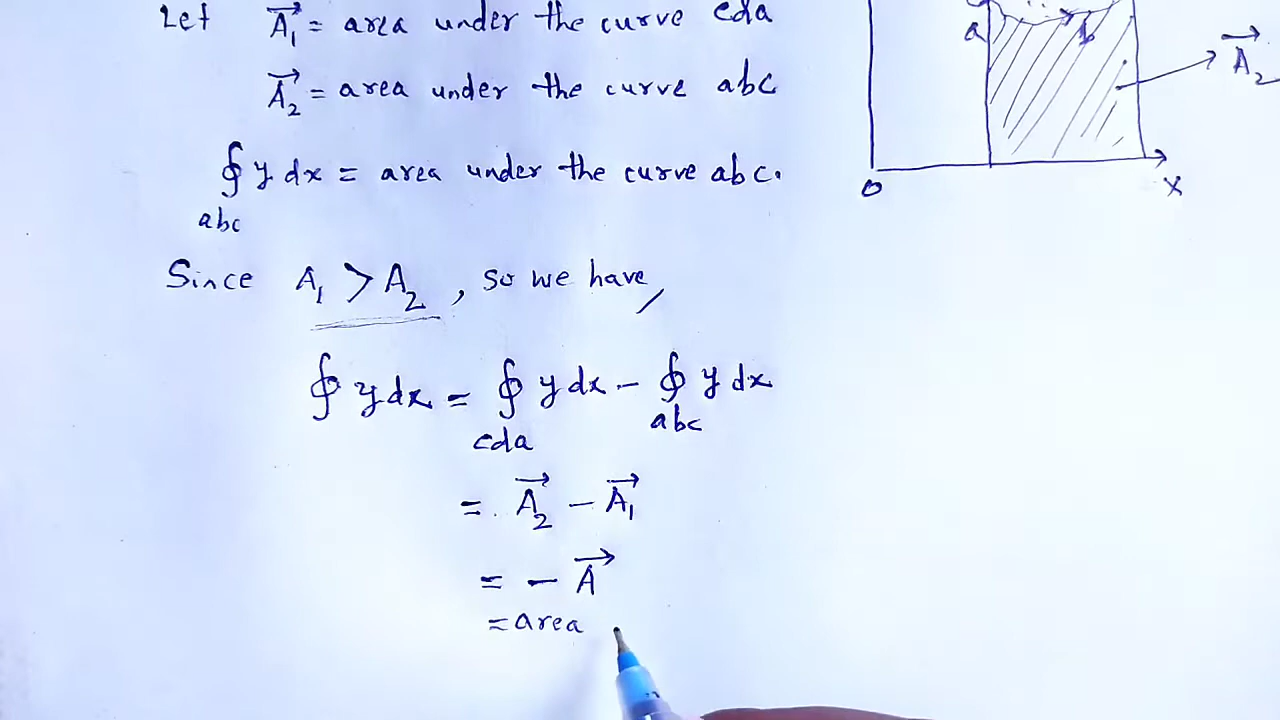 Let A₁⃗ = area under the curve cda
A₂⃗ = area under the curve abc
∮ y dx = area under the curve abc.
abc
Since A₁ > A₂, so we have,
∮ y dx = ∮ y dx - ∮ y dx
cda abc
= A₂⃗ - A₁⃗
= - A⃗
= area
a b
A₂⃗
O X